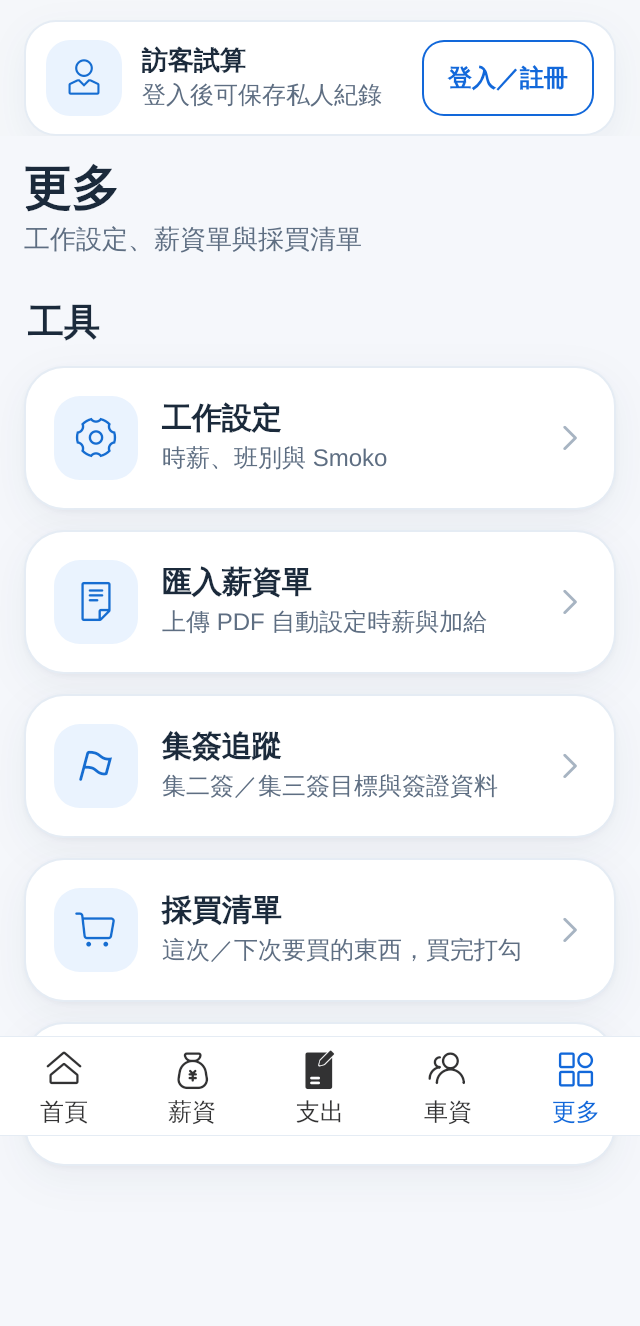 訪客試算
登入後可保存私人紀錄
登入／註冊
更多
工作設定、薪資單與採買清單
工具
工作設定
時薪、班別與 Smoko
匯入薪資單
上傳 PDF 自動設定時薪與加給
集簽追蹤
集二簽／集三簽目標與簽證資料
採買清單
這次／下次要買的東西，買完打勾
首頁
薪資
支出
車資
更多